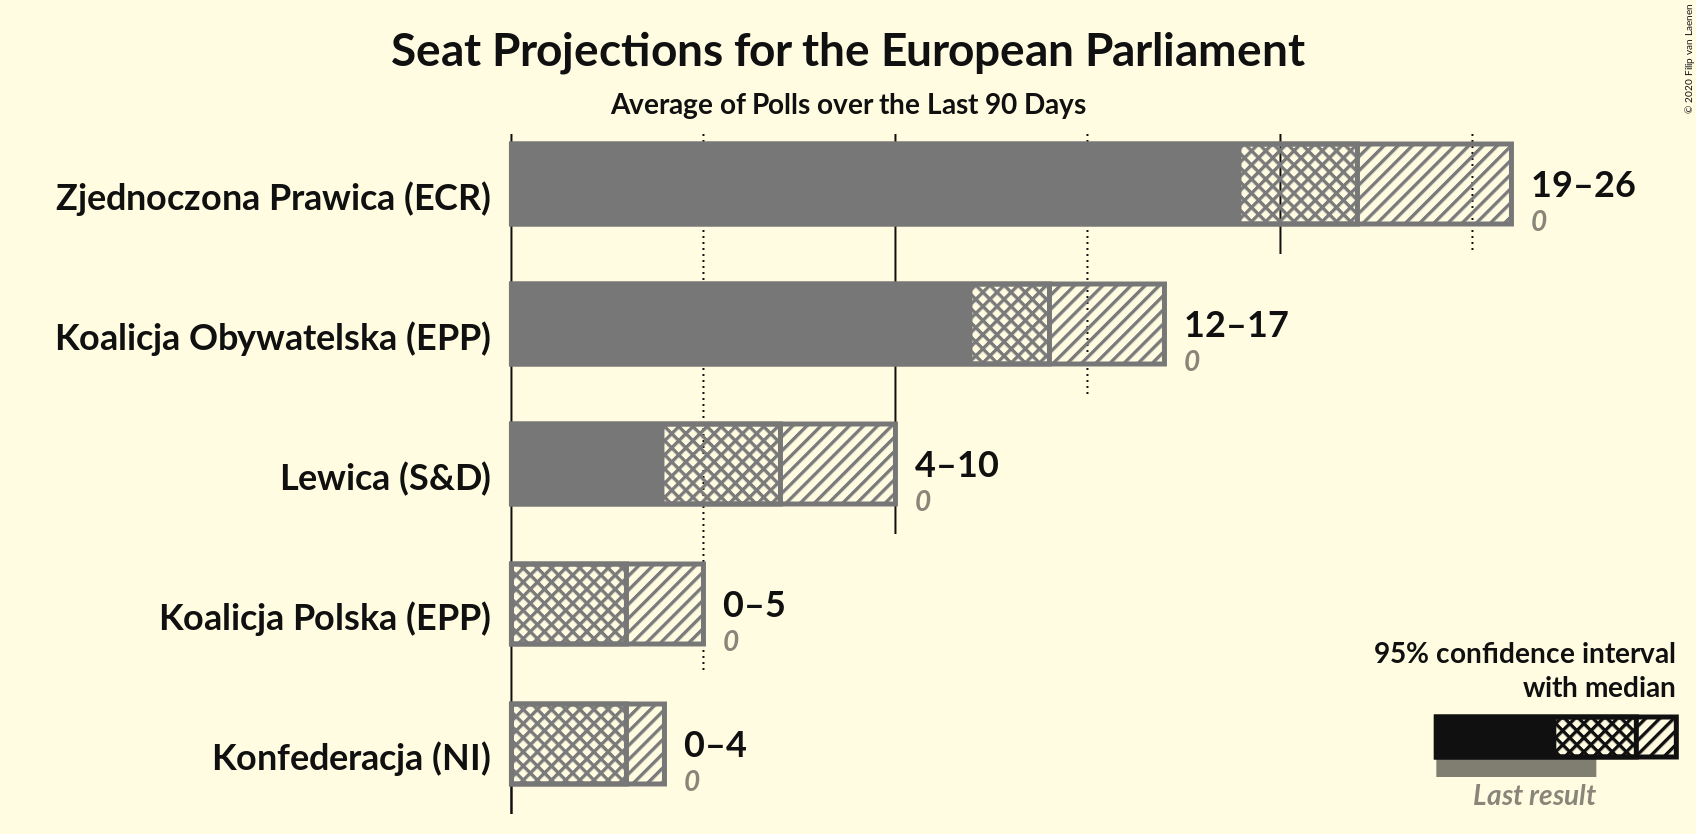 Seat Projections for the European Parliament
Average of Polls over the Last 90 Days
© 2020 Filip van Laenen
Zjednoczona Prawica (ECR)
19–26
0
Koalicja Obywatelska (EPP)
12–17
0
Lewica (S&D)
4–10
0
Koalicja Polska (EPP)
0–5
0
Konfederacja (NI)
0–4
0
95% confidence interval
with median
Last result